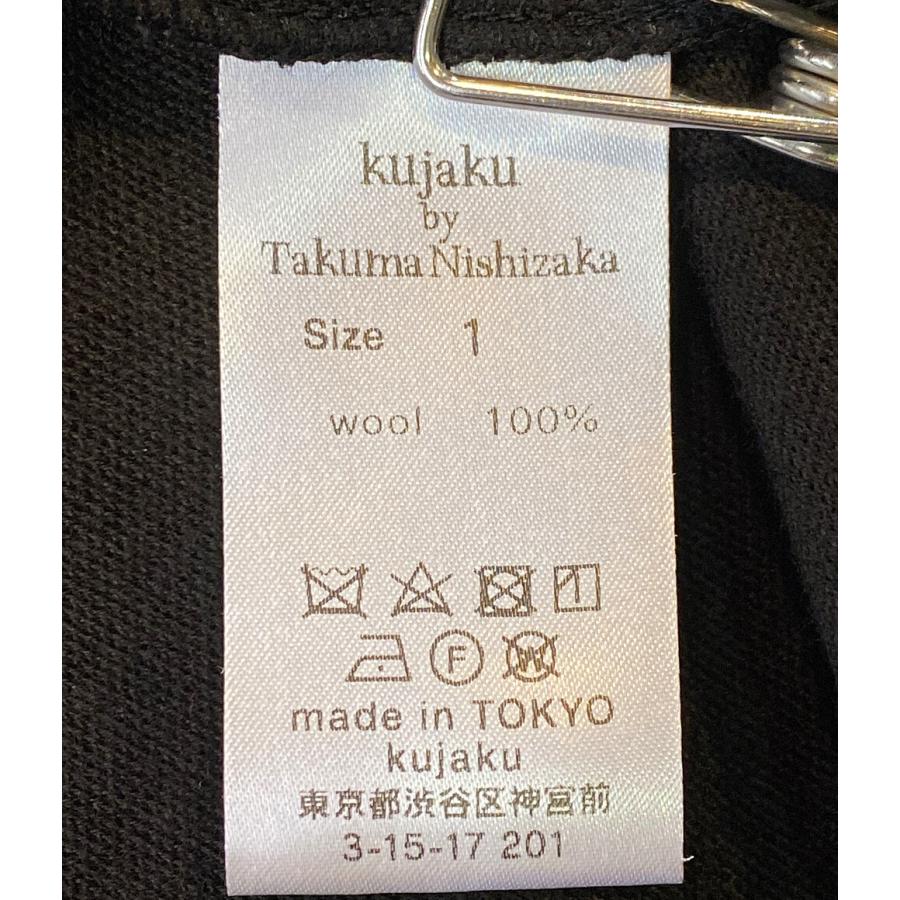 kujaku
by
Takuma Nishizaka
Size 1
wool 100%
F W
made in TOKYO
kujaku
東京都渋谷区神宮前
3-15-17 201